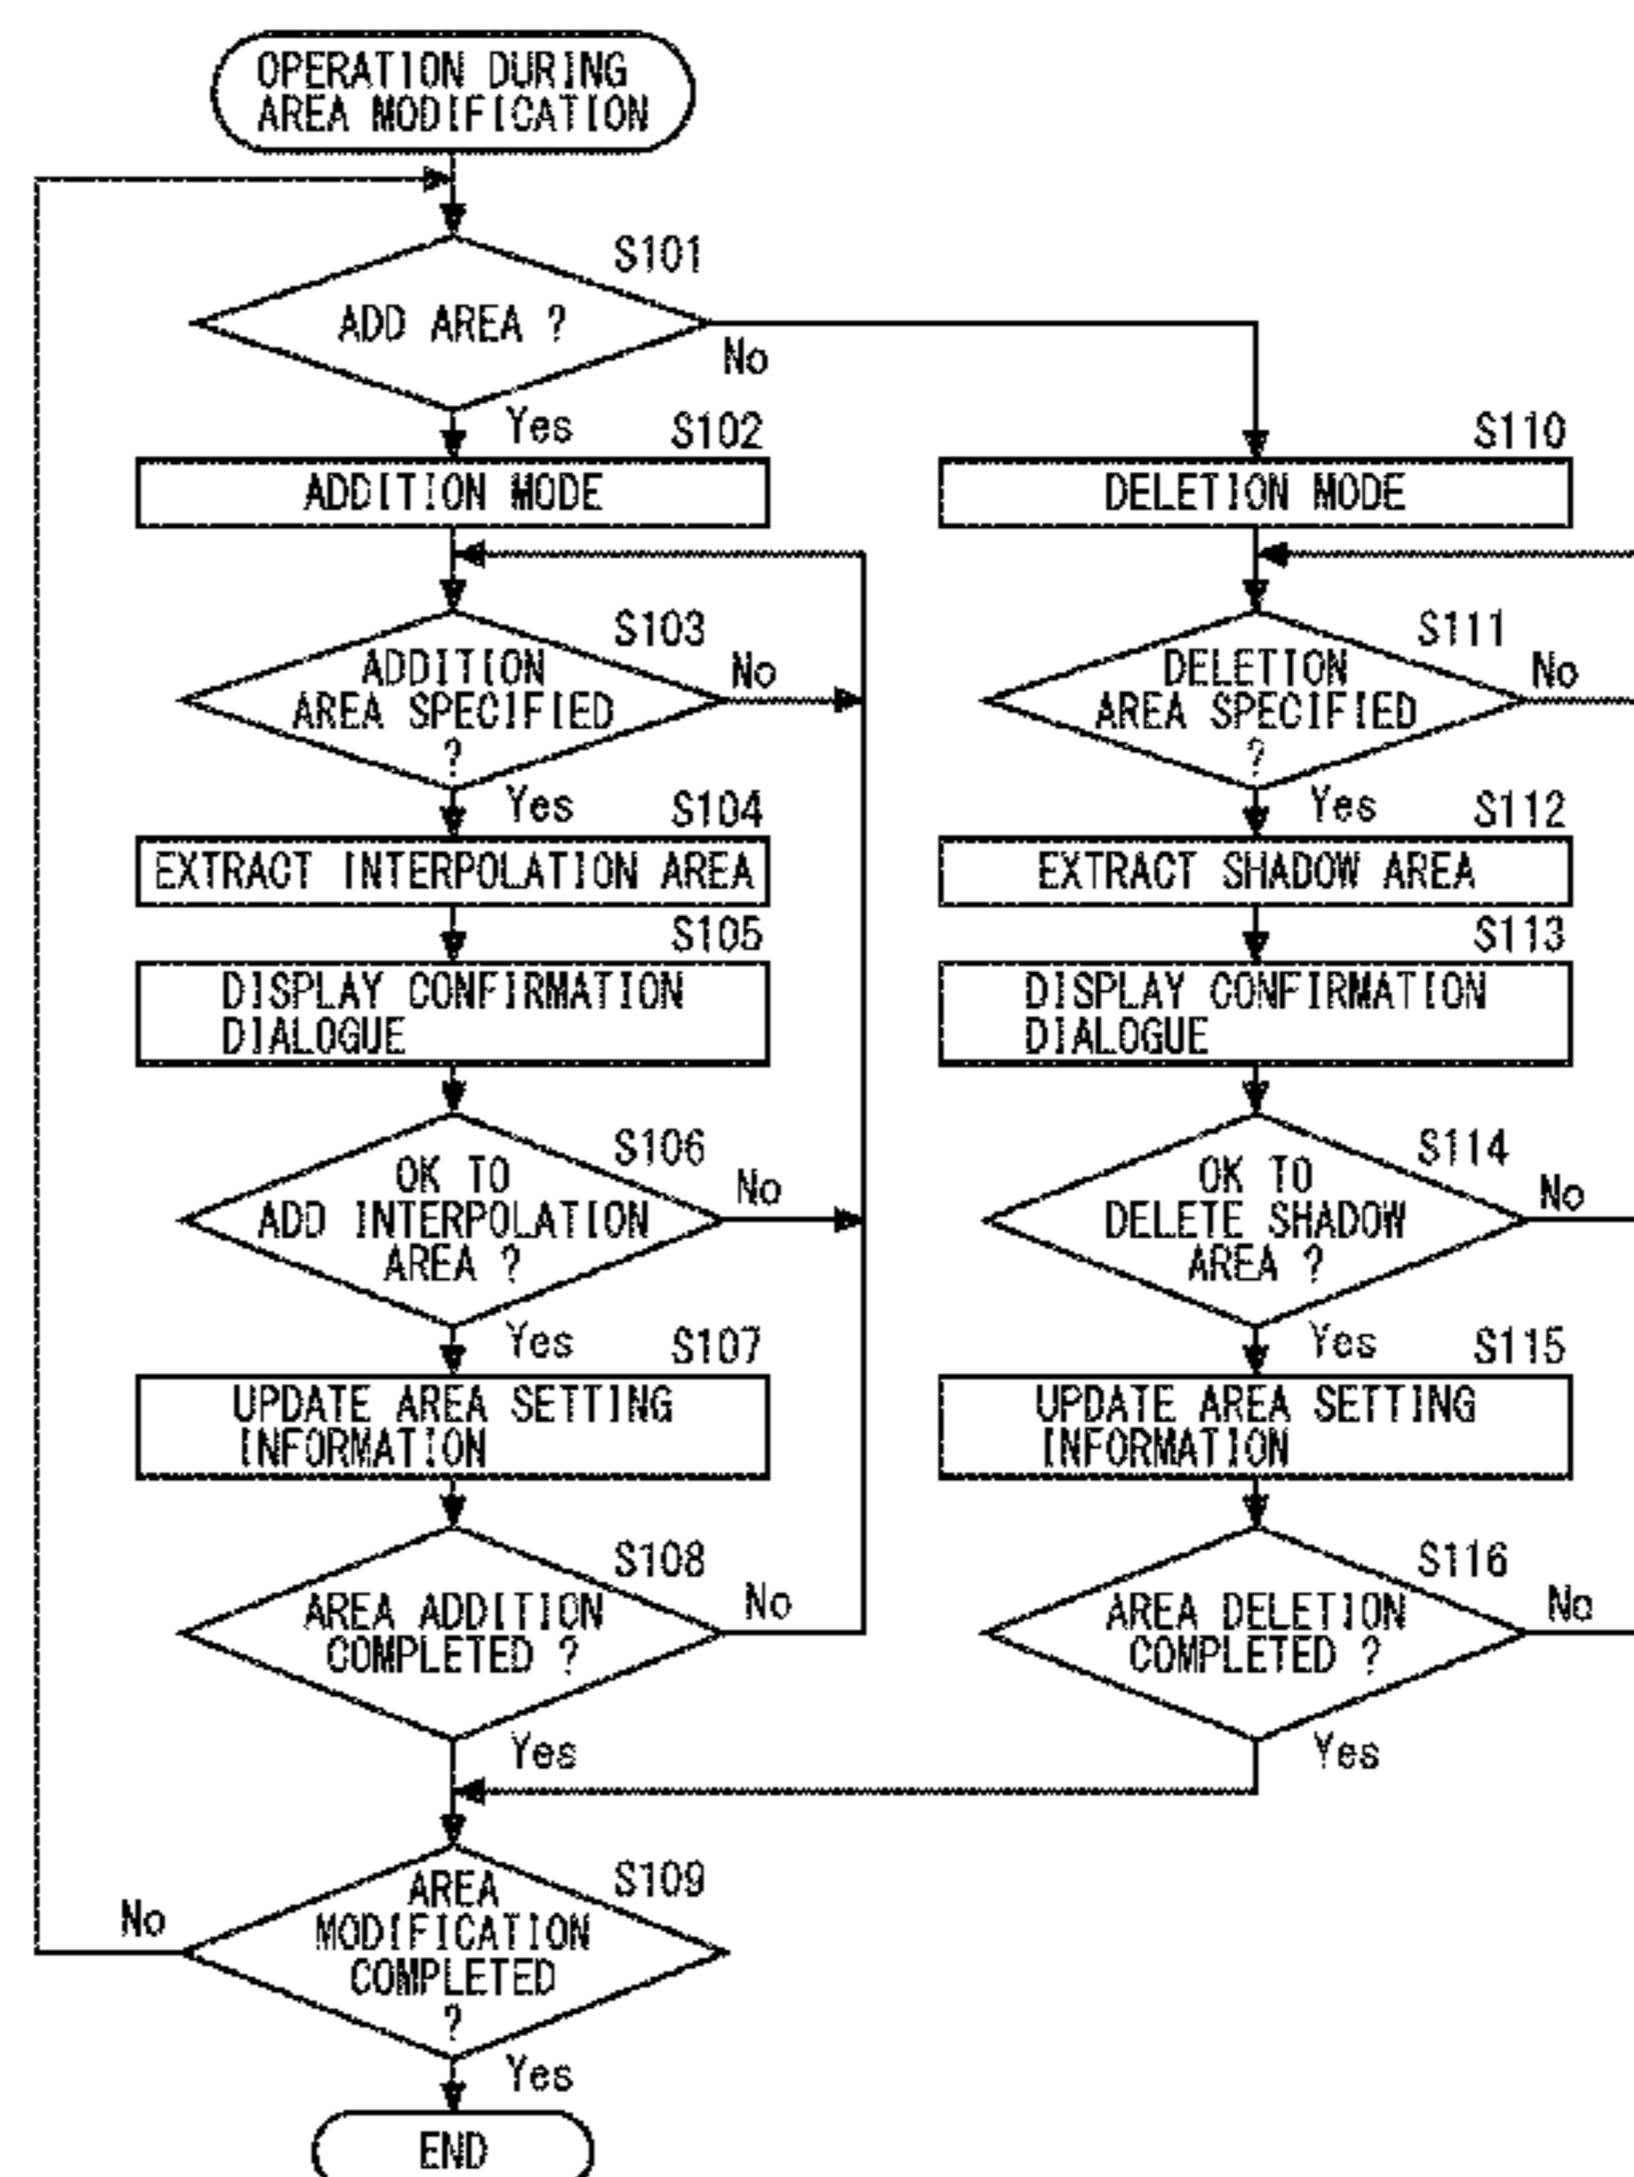 OPERATION DURING
AREA MODIFICATION
S101
ADD AREA ?
No
Yes
S102
ADDITION MODE
S110
DELETION MODE
S103
ADDITION
AREA SPECIFIED
?
No
Yes
S111
DELETION
AREA SPECIFIED
?
No
Yes
S104
EXTRACT INTERPOLATION AREA
S112
EXTRACT SHADOW AREA
S105
DISPLAY CONFIRMATION
DIALOGUE
S113
DISPLAY CONFIRMATION
DIALOGUE
S106
OK TO
ADD INTERPOLATION
AREA ?
No
Yes
S114
OK TO
DELETE SHADOW
AREA ?
No
Yes
S107
UPDATE AREA SETTING
INFORMATION
S115
UPDATE AREA SETTING
INFORMATION
S108
AREA ADDITION
COMPLETED ?
No
Yes
S116
AREA DELETION
COMPLETED ?
No
Yes
S109
AREA
MODIFICATION
COMPLETED
?
No
Yes
END